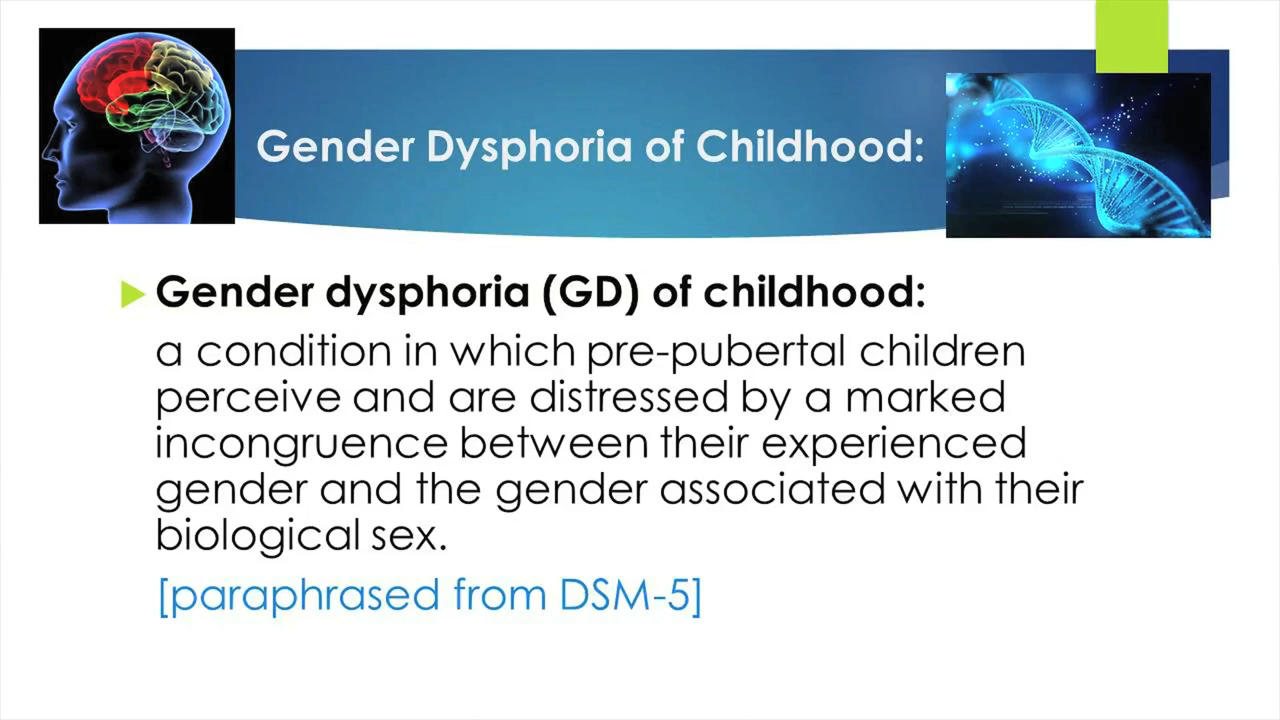 Gender Dysphoria of Childhood:
Gender dysphoria (GD) of childhood:
a condition in which pre-pubertal children
perceive and are distressed by a marked
incongruence between their experienced
gender and the gender associated with their
biological sex.
[paraphrased from DSM-5]